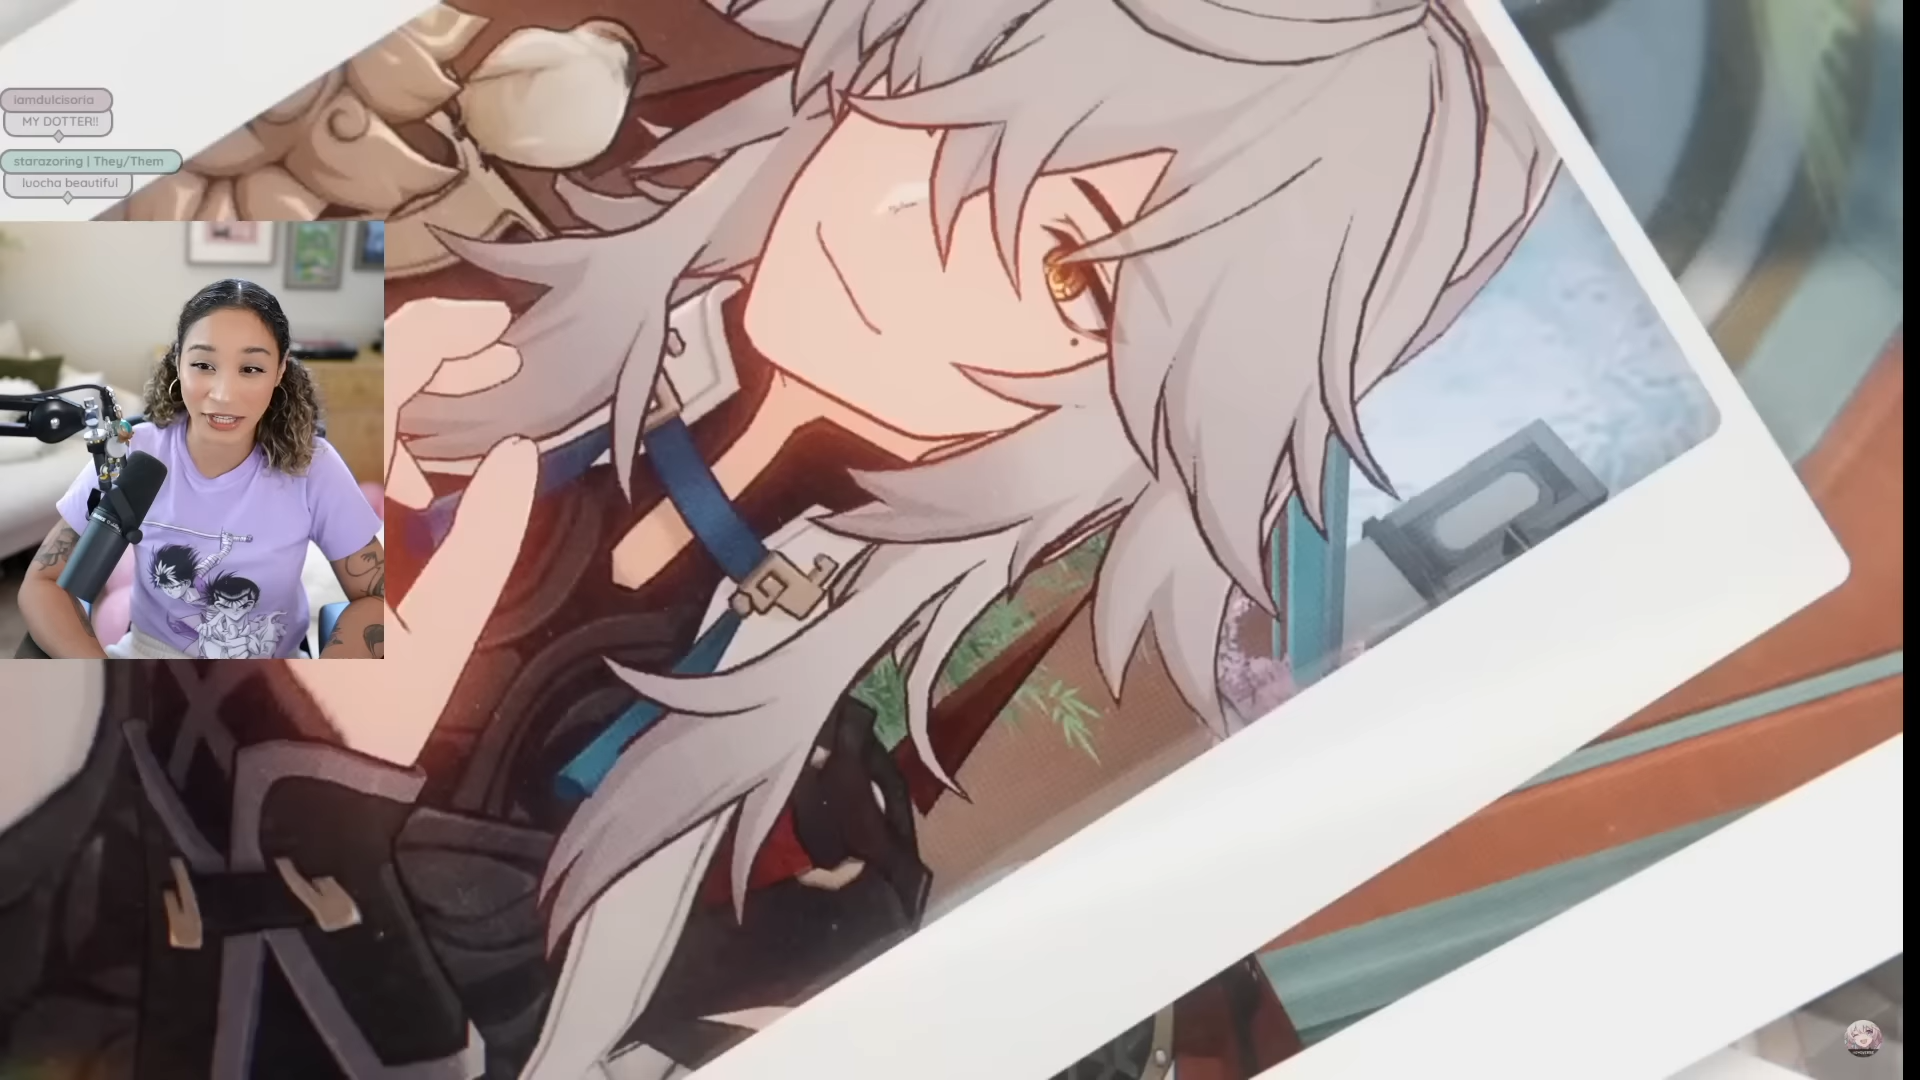 iamdulcisoria
MY DOTTER!!
starazoring | They/Them
luocha beautiful